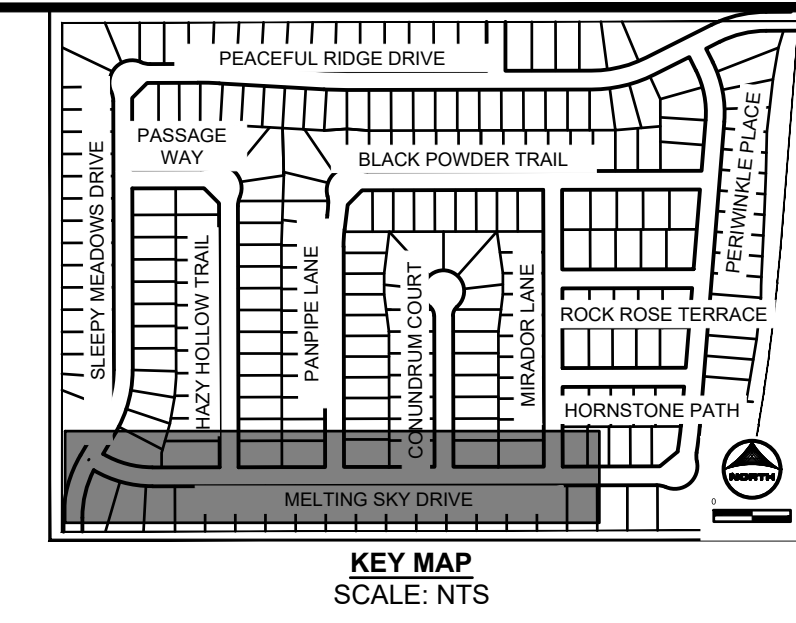 PEACEFUL RIDGE DRIVE
PASSAGE
WAY
BLACK POWDER TRAIL
SLEEPY MEADOWS DRIVE
HAZY HOLLOW TRAIL
PANPIPE LANE
CONUNDRUM COURT
MIRADOR LANE
PERIWINKLE PLACE
ROCK ROSE TERRACE
HORNSTONE PATH
MELTING SKY DRIVE
NORTH
0
KEY MAP
SCALE: NTS